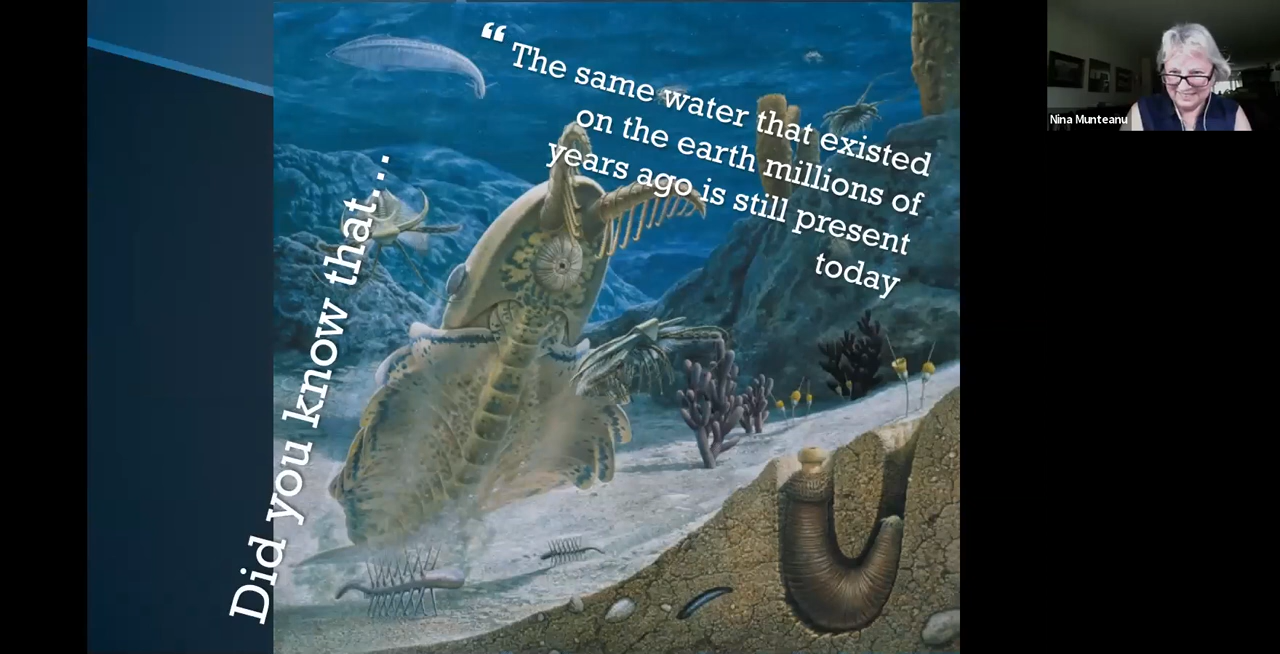 Did you know that...
“ The same water that existed
on the earth millions of
years ago is still present
today
Nina Munteanu